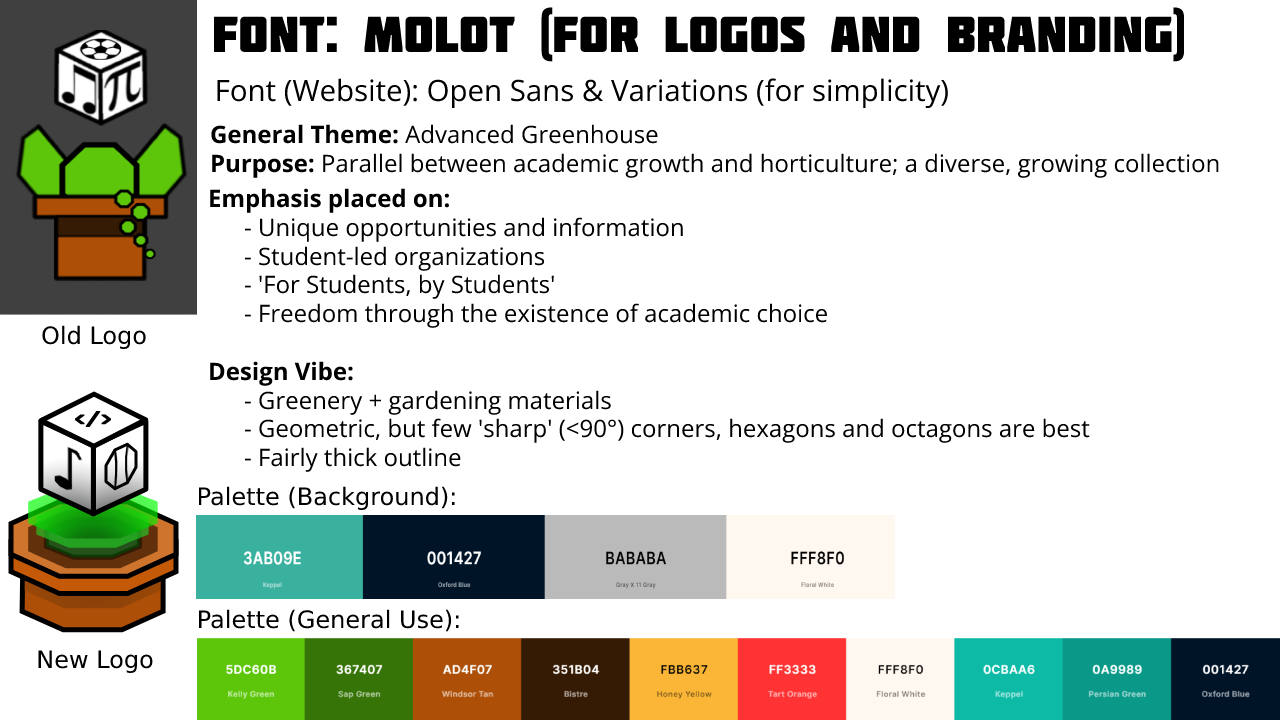 FONT: MOLOT (FOR LOGOS AND BRANDING)
Font (Website): Open Sans & Variations (for simplicity)
General Theme: Advanced Greenhouse
Purpose: Parallel between academic growth and horticulture; a diverse, growing collection
Emphasis placed on:
- Unique opportunities and information
- Student-led organizations
- 'For Students, by Students'
- Freedom through the existence of academic choice
π
Old Logo
Design Vibe:
- Greenery + gardening materials
- Geometric, but few 'sharp' (<90°) corners, hexagons and octagons are best
- Fairly thick outline
</>
New Logo
Palette (Background):
3AB09E 001427 BABABA FFF8F0
Keppel Oxford Blue Gray X 11 Gray Floral White
Palette (General Use):
5DC60B 367407 AD4F07 351B04 FBB637 FF3333 FFF8F0 0CBAA6 0A9989 001427
Kelly Green Sap Green Windsor Tan Bistre Honey Yellow Tart Orange Floral White Keppel Persian Green Oxford Blue